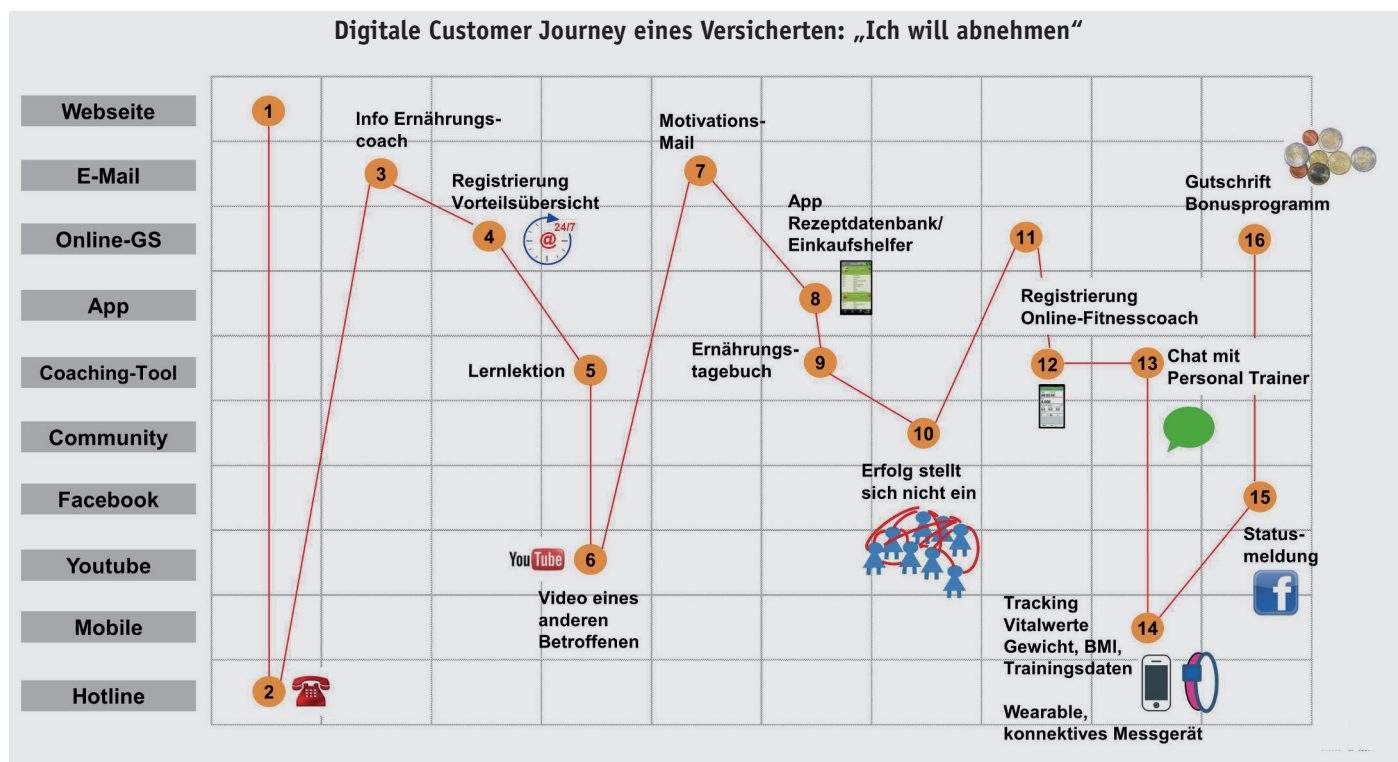 Digitale Customer Journey eines Versicherten: „Ich will abnehmen“
Webseite
E-Mail
Online-GS
App
Coaching-Tool
Community
Facebook
Youtube
Mobile
Hotline
1
2
Info Ernährungs-
coach
3
Registrierung
Vorteilsübersicht
4
@
24/7
Lernlektion
5
You Tube
6
Video eines
anderen
Betroffenen
Motivations-
Mail
7
App
Rezeptdatenbank/
Einkaufshelfer
8
Ernährungs-
tagebuch
9
10
Erfolg stellt
sich nicht ein
11
Registrierung
Online-Fitnesscoach
12
13
Chat mit
Personal Trainer
Tracking
Vitalwerte
Gewicht, BMI,
Trainingsdaten
14
Wearable,
konnektives Messgerät
15
Status-
meldung
f
Gutschrift
Bonusprogramm
16